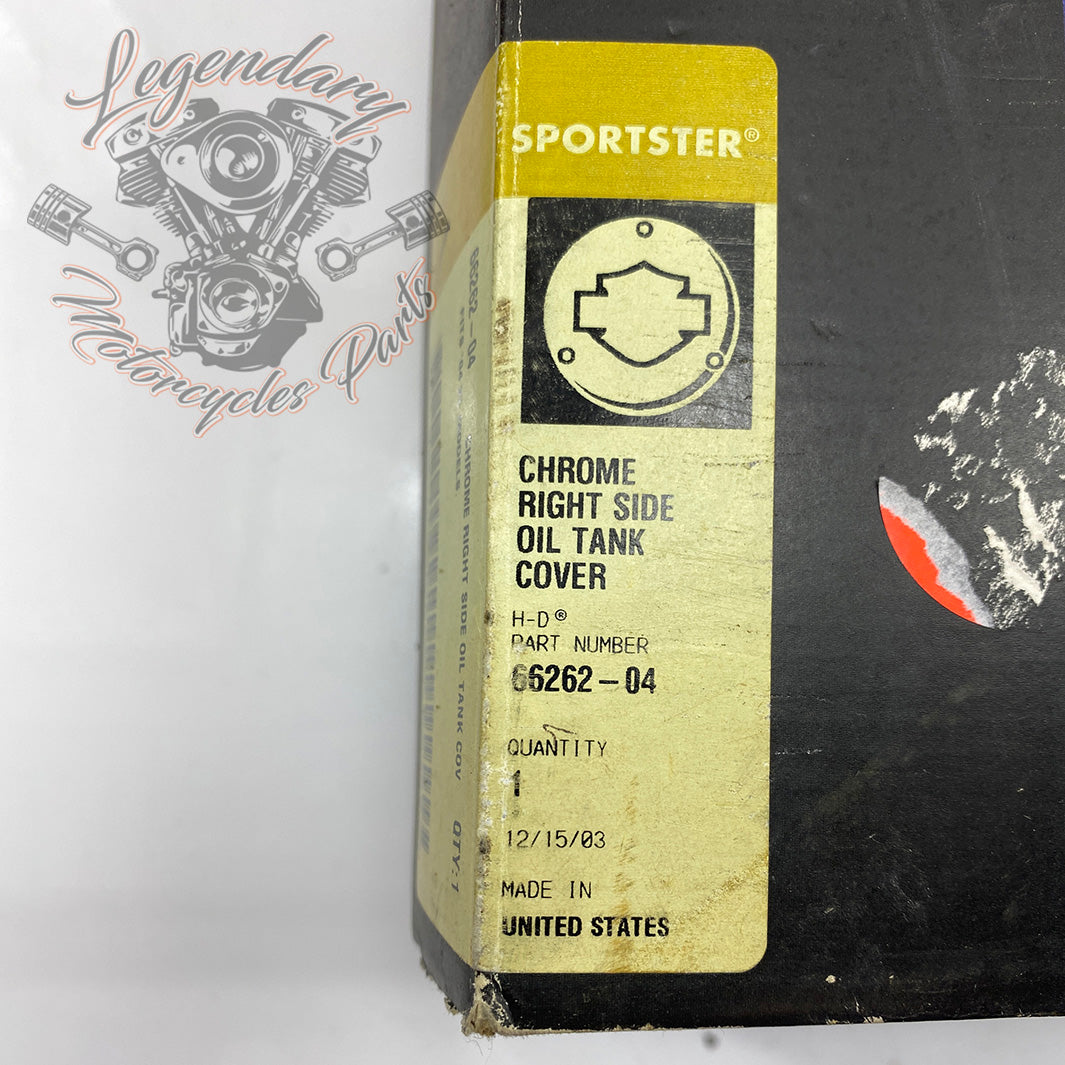 Legendary
Motorcycles Parts
SPORTSTER®
CHROME
RIGHT SIDE
OIL TANK
COVER
H-D®
PART NUMBER
66262-04
QUANTITY
1
12/15/03
MADE IN
UNITED STATES
66262-04
CHROME RIGHT SIDE OIL TANK COV
QTY:1
MODELS.